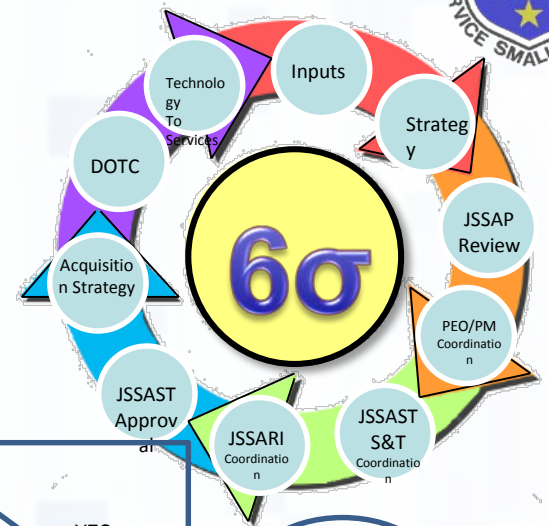 VICE SMAL
Inputs
Strateg
y
JSSAP
Review
PEO/PM
Coordinatio
n
JSSAST
S&T
Coordinatio
n
JSSARI
Coordinatio
n
JSSAST
Approv
al
Acquisitio
n Strategy
DOTC
Technolo
gy
To
Services
6σ